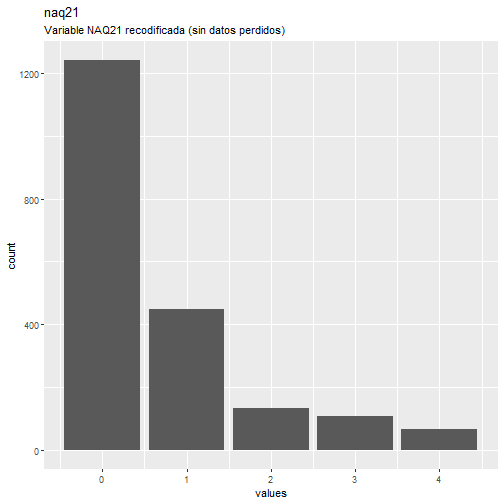 naq21
Variable NAQ21 recodificada (sin datos perdidos)
1200
800
400
0
count
0 1 2 3 4
values